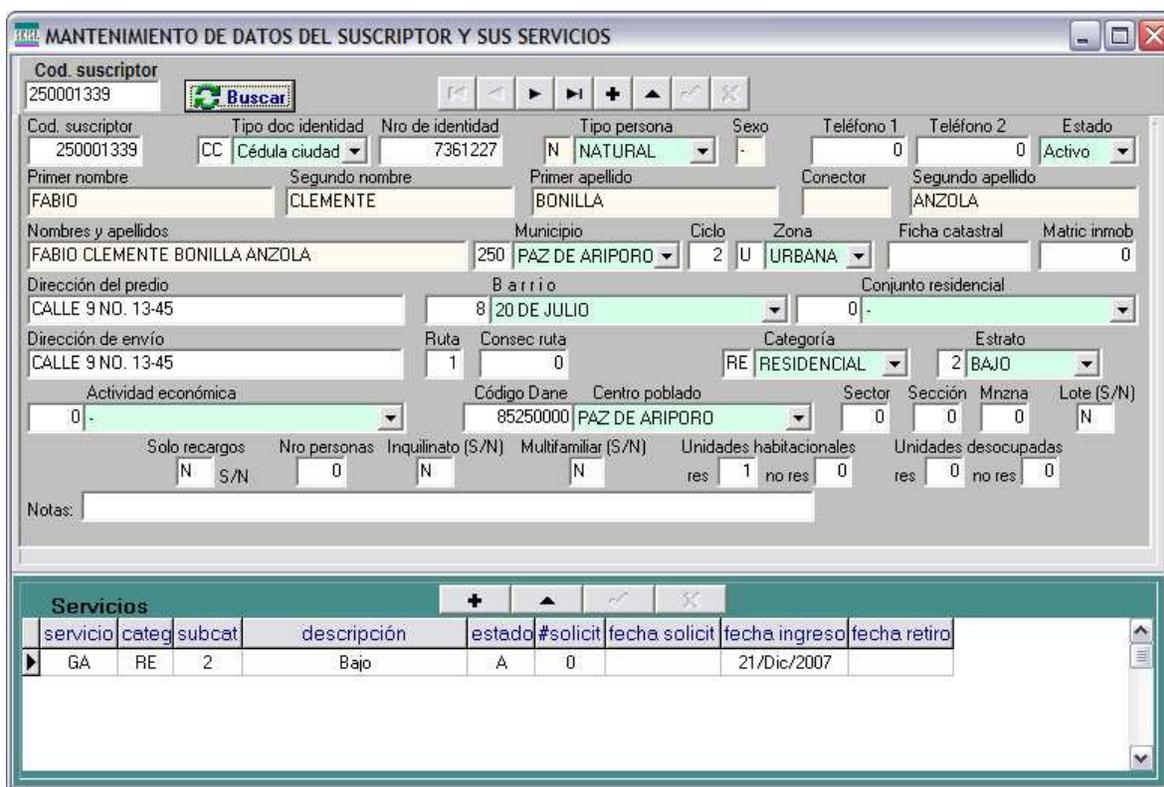 MANTENIMIENTO DE DATOS DEL SUSCRIPTOR Y SUS SERVICIOS
Cod. suscriptor
250001339 Buscar
Cod. suscriptor Tipo doc identidad Nro de identidad Tipo persona Sexo Teléfono 1 Teléfono 2 Estado
250001339 CC Cédula ciudad 7361227 N NATURAL - 0 0 Activo
Primer nombre Segundo nombre Primer apellido Conector Segundo apellido
FABIO CLEMENTE BONILLA ANZOLA
Nombres y apellidos Municipio Ciclo Zona Ficha catastral Matric inmob
FABIO CLEMENTE BONILLA ANZOLA 250 PAZ DE ARIPORO 2 U URBANA 0
Dirección del predio Barrio Conjunto residencial
CALLE 9 NO. 13-45 8 20 DE JULIO 0 -
Dirección de envío Ruta Consec ruta Categoría Estrato
CALLE 9 NO. 13-45 1 0 RE RESIDENCIAL 2 BAJO
Actividad económica Código Dane Centro poblado Sector Sección Mnzna Lote (S/N)
0 - 85250000 PAZ DE ARIPORO 0 0 0 N
Solo recargos Nro personas Inquilinato (S/N) Multifamiliar (S/N) Unidades habitacionales Unidades desocupadas
N S/N 0 N N res 1 no res 0 res 0 no res 0
Notas:
Servicios
servicio categ subcat descripción estado #solicit fecha solicit fecha ingreso fecha retiro
GA RE 2 Bajo A 0 21/Dic/2007